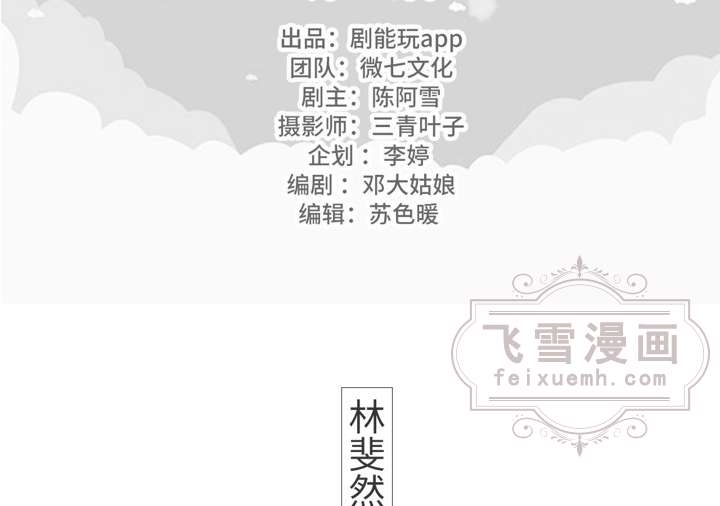 出品：剧能玩app
团队：微七文化
剧主：陈阿雪
摄影师：三青叶子
企划：李婷
编剧：邓大姑娘
编辑：苏色暖
飞雪漫画
feixuemh.com
林斐然